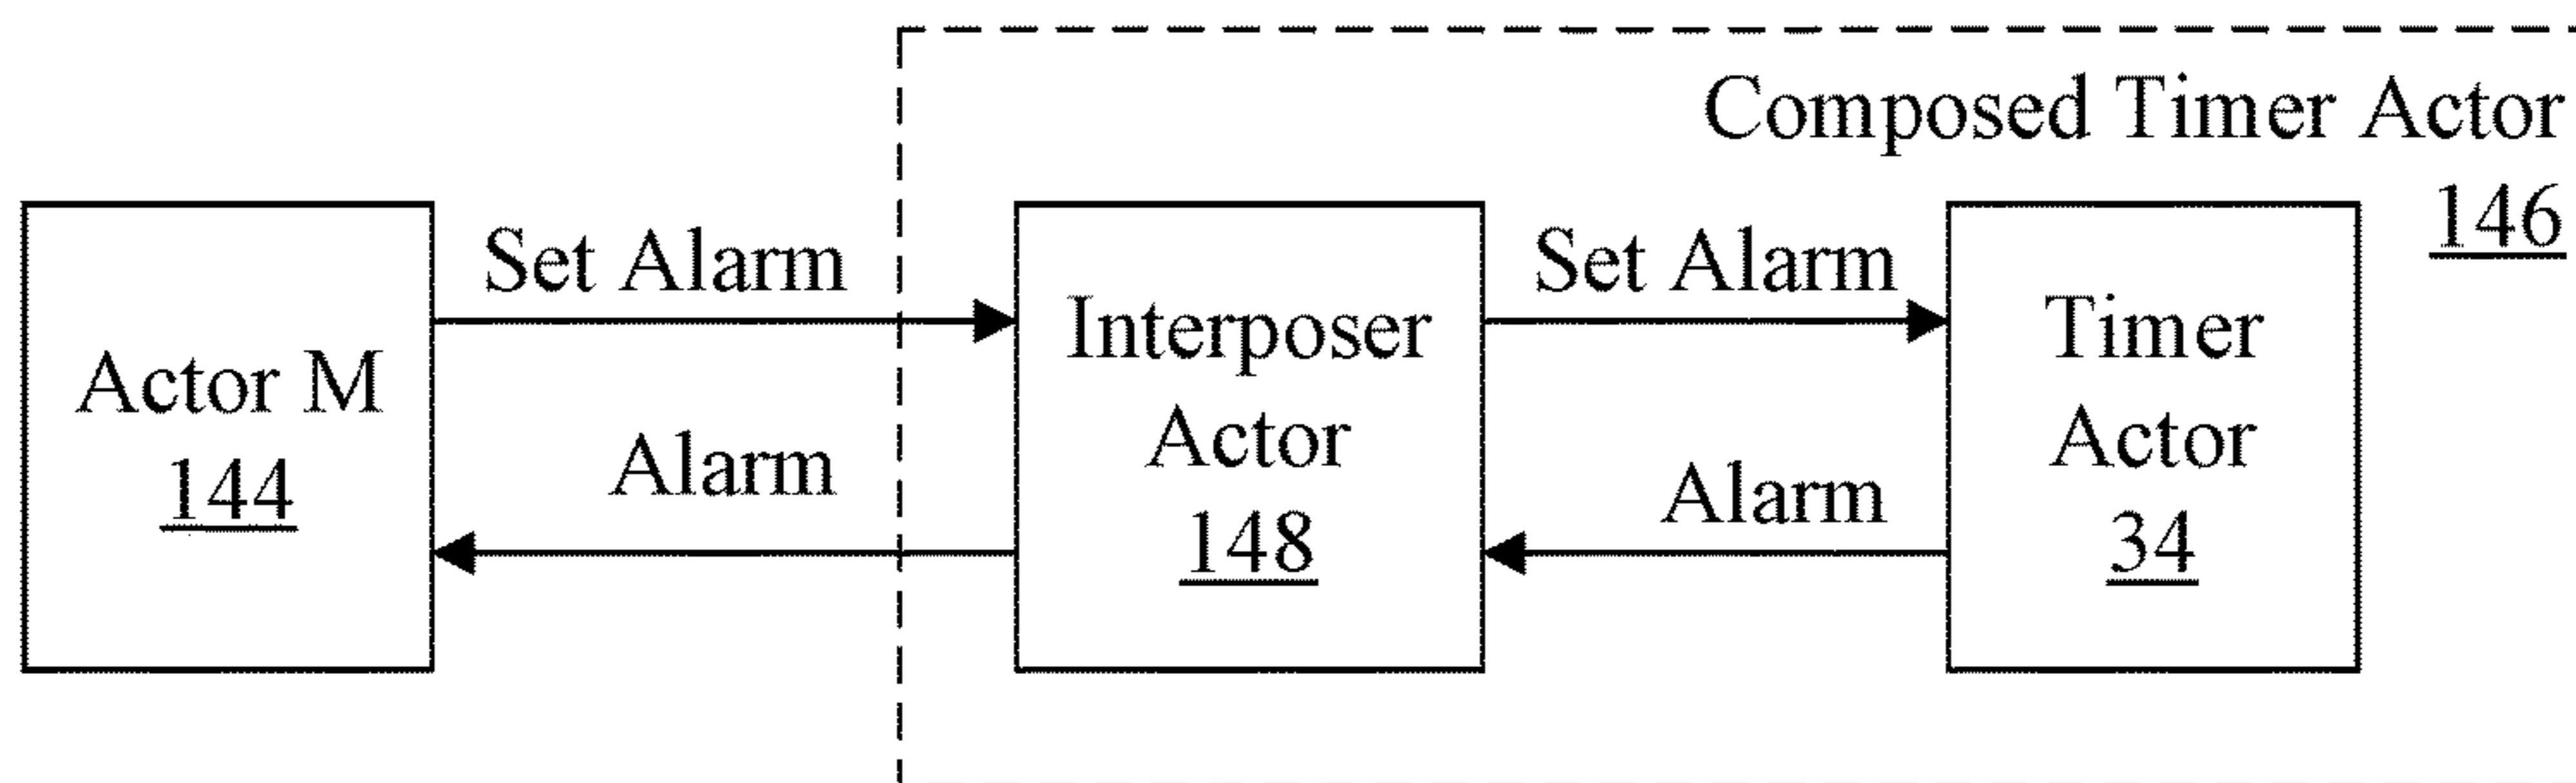 Composed Timer Actor
146
Actor M
144
Set Alarm
Alarm
Interposer
Actor
148
Set Alarm
Alarm
Timer
Actor
34